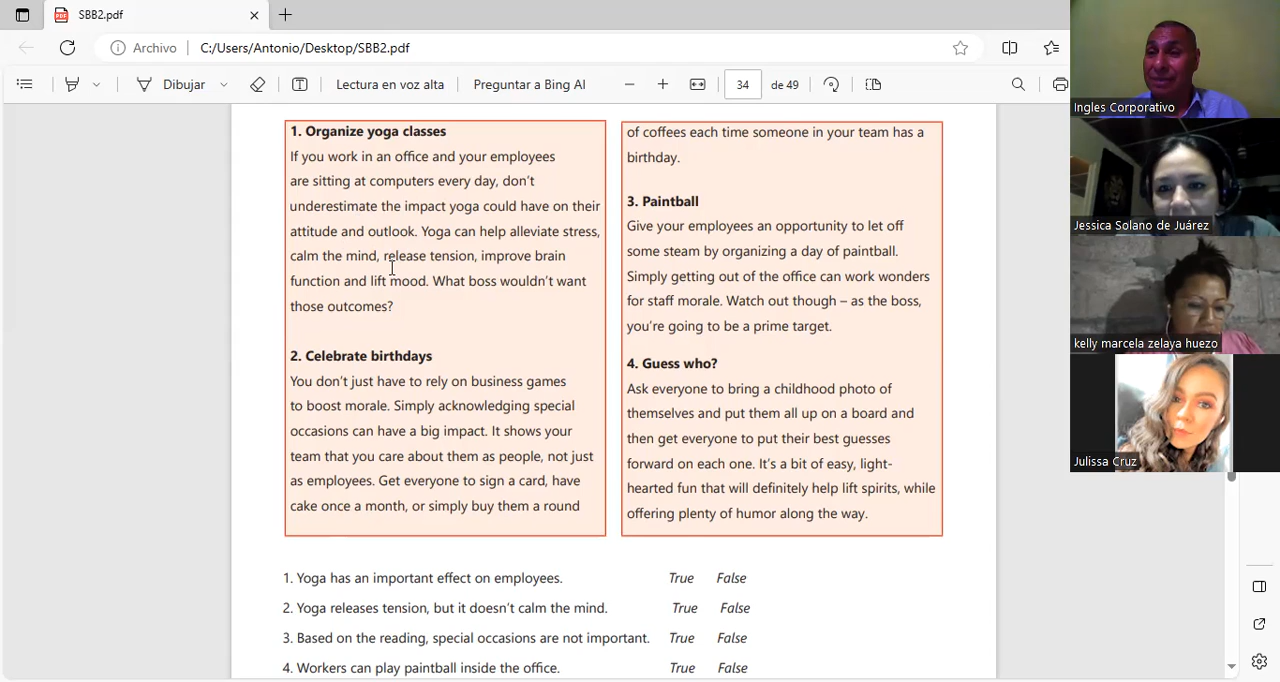 SBB2.pdf
Archivo
C:/Users/Antonio/Desktop/SBB2.pdf
Dibujar
Lectura en voz alta
Preguntar a Bing AI
34
de 49
1. Organize yoga classes
If you work in an office and your employees
are sitting at computers every day, don't
underestimate the impact yoga could have on their
attitude and outlook. Yoga can help alleviate stress,
calm the mind, release tension, improve brain
function and lift mood. What boss wouldn't want
those outcomes?
2. Celebrate birthdays
You don't just have to rely on business games
to boost morale. Simply acknowledging special
occasions can have a big impact. It shows your
team that you care about them as people, not just
as employees. Get everyone to sign a card, have
cake once a month, or simply buy them a round
of coffees each time someone in your team has a
birthday.
3. Paintball
Give your employees an opportunity to let off
some steam by organizing a day of paintball.
Simply getting out of the office can work wonders
for staff morale. Watch out though – as the boss,
you're going to be a prime target.
4. Guess who?
Ask everyone to bring a childhood photo of
themselves and put them all up on a board and
then get everyone to put their best guesses
forward on each one. It's a bit of easy, light-
hearted fun that will definitely help lift spirits, while
offering plenty of humor along the way.
1. Yoga has an important effect on employees. True False
2. Yoga releases tension, but it doesn't calm the mind. True False
3. Based on the reading, special occasions are not important. True False
4. Workers can play paintball inside the office. True False
Ingles Corporativo
Jessica Solano de Juárez
kelly marcela zelaya huezo
Julissa Cruz